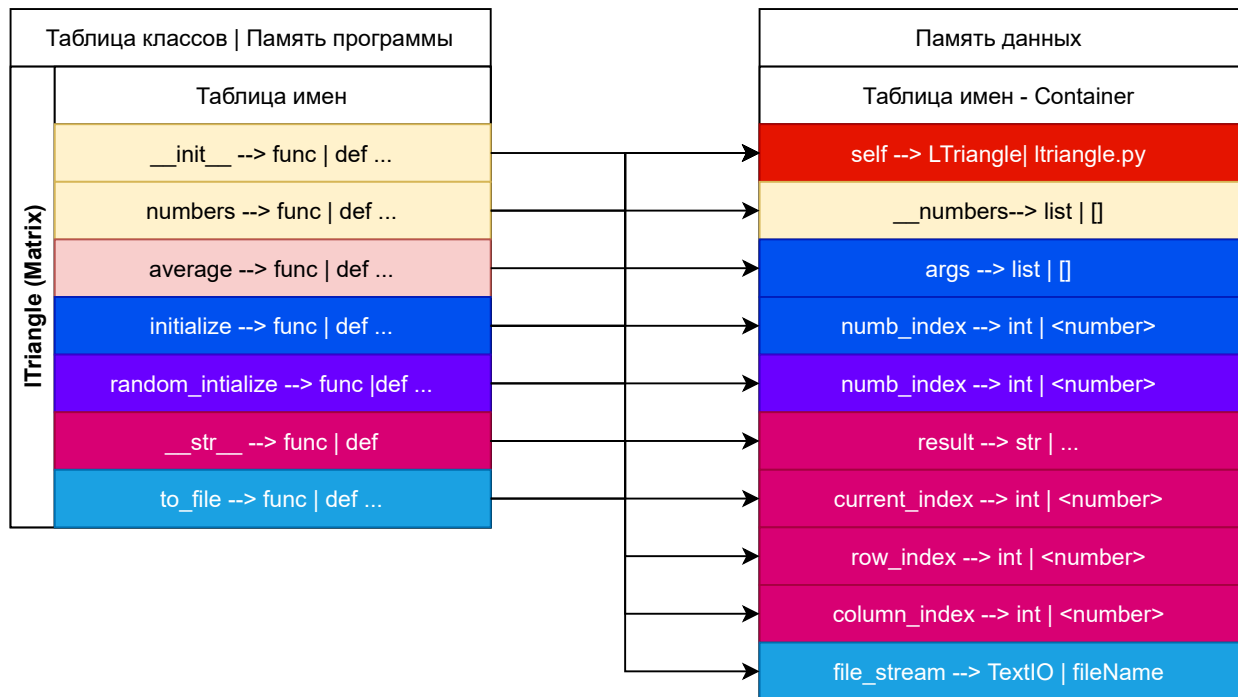 Таблица классов | Память программы
lTriangle (Matrix)
Таблица имен
__init__ --> func | def ...
numbers --> func | def ...
average --> func | def ...
initialize --> func | def ...
random_intialize --> func |def ...
__str__ --> func | def
to_file --> func | def ...
Память данных
Таблица имен - Container
self --> LTriangle| ltriangle.py
__numbers--> list | []
args --> list | []
numb_index --> int | <number>
numb_index --> int | <number>
result --> str | ...
current_index --> int | <number>
row_index --> int | <number>
column_index --> int | <number>
file_stream --> TextIO | fileName